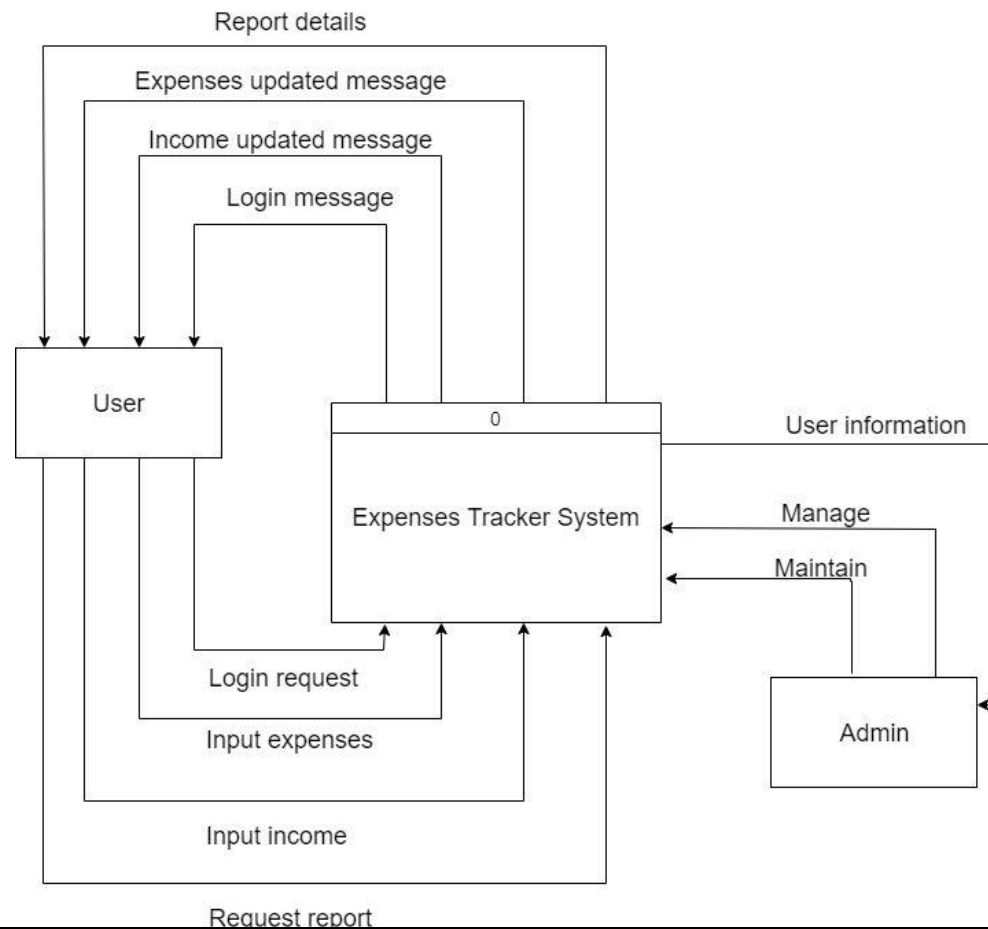 Report details
Expenses updated message
Income updated message
Login message
User
0
User information
Expenses Tracker System
Manage
Maintain
Login request
Admin
Input expenses
Input income
Request report